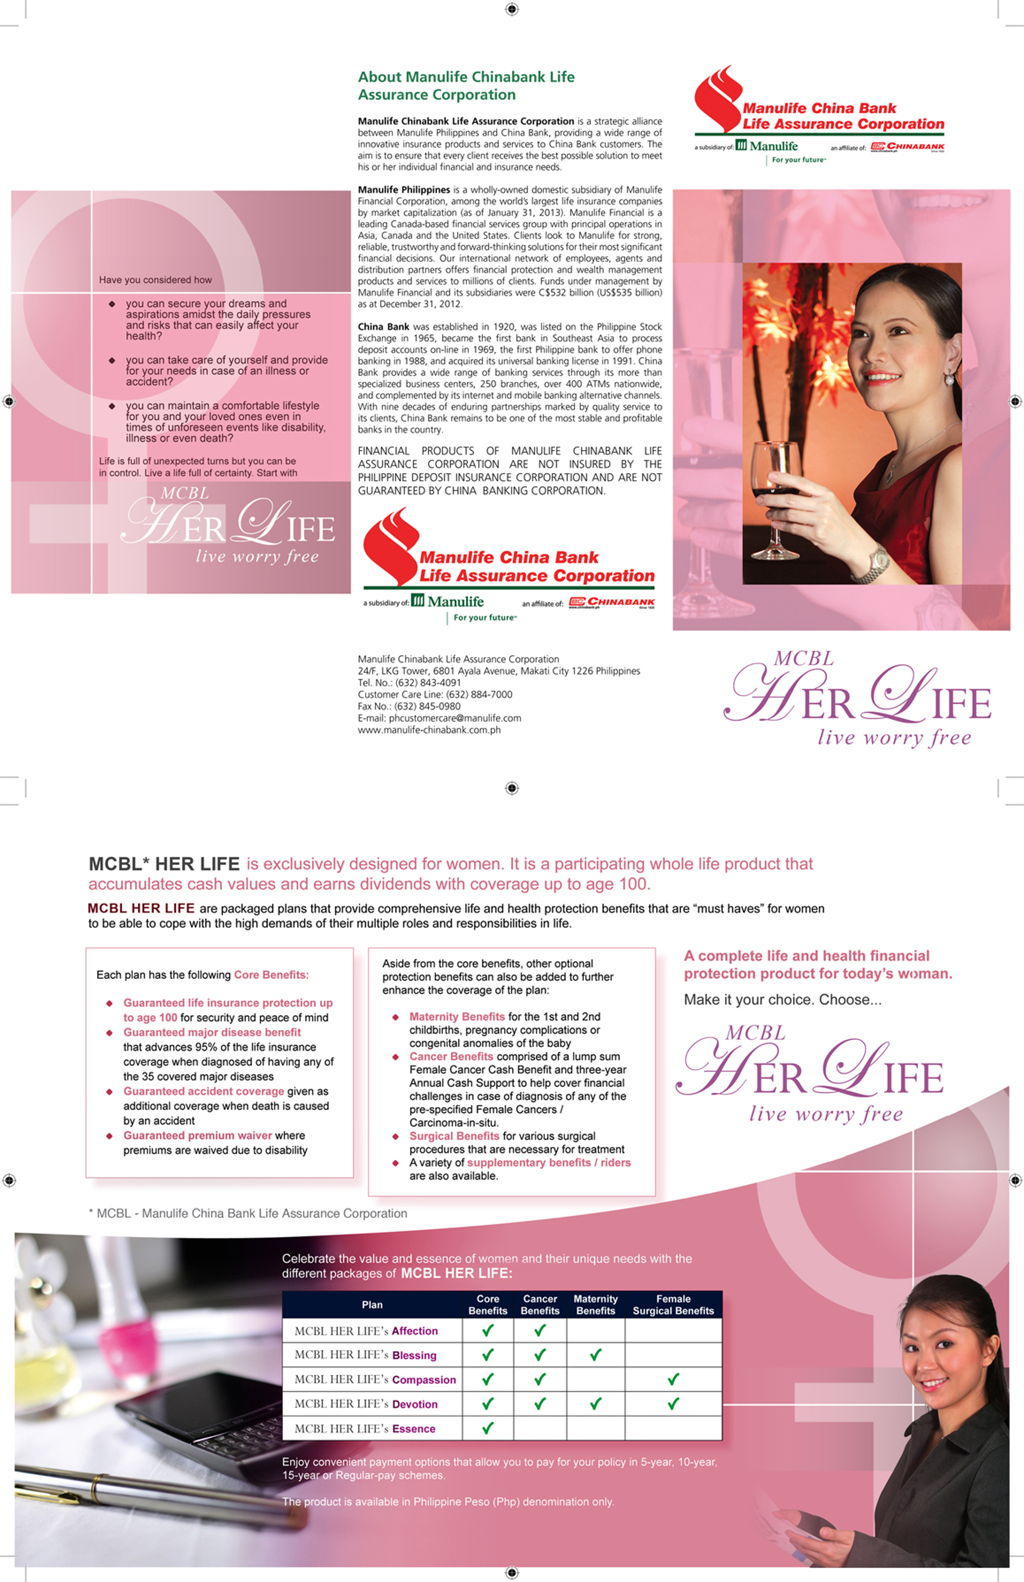 Have you considered how
◆ you can secure your dreams and
aspirations amidst the daily pressures
and risks that can easily affect your
health?
◆ you can take care of yourself and provide
for your needs in case of an illness or
accident?
◆ you can maintain a comfortable lifestyle
for you and your loved ones even in
times of unforeseen events like disability,
illness or even death?
Life is full of unexpected turns but you can be
in control. Live a life full of certainty. Start with
MCBL
HER LIFE
live worry free
About Manulife Chinabank Life
Assurance Corporation
Manulife Chinabank Life Assurance Corporation is a strategic alliance
between Manulife Philippines and China Bank, providing a wide range of
innovative insurance products and services to China Bank customers. The
aim is to ensure that every client receives the best possible solution to meet
his or her individual financial and insurance needs.
Manulife Philippines is a wholly-owned domestic subsidiary of Manulife
Financial Corporation, among the world's largest life insurance companies
by market capitalization (as of January 31, 2013). Manulife Financial is a
leading Canada-based financial services group with principal operations in
Asia, Canada and the United States. Clients look to Manulife for strong,
reliable, trustworthy and forward-thinking solutions for their most significant
financial decisions. Our international network of employees, agents and
distribution partners offers financial protection and wealth management
products and services to millions of clients. Funds under management by
Manulife Financial and its subsidiaries were C$532 billion (US$535 billion)
as at December 31, 2012.
China Bank was established in 1920, was listed on the Philippine Stock
Exchange in 1965, became the first bank in Southeast Asia to process
deposit accounts on-line in 1969, the first Philippine bank to offer phone
banking in 1988, and acquired its universal banking license in 1991. China
Bank provides a wide range of banking services through its more than
specialized business centers, 250 branches, over 400 ATMs nationwide,
and complemented by its internet and mobile banking alternative channels.
With nine decades of enduring partnerships marked by quality service to
its clients, China Bank remains to be one of the most stable and profitable
banks in the country.
FINANCIAL PRODUCTS OF MANULIFE CHINABANK LIFE
ASSURANCE CORPORATION ARE NOT INSURED BY THE
PHILIPPINE DEPOSIT INSURANCE CORPORATION AND ARE NOT
GUARANTEED BY CHINA BANKING CORPORATION.
Manulife China Bank
Life Assurance Corporation
a subsidiary of: Manulife an affiliate of: CHINABANK
www.chinabank.ph Since 1920
For your future™
Manulife Chinabank Life Assurance Corporation
24/F, LKG Tower, 6801 Ayala Avenue, Makati City 1226 Philippines
Tel. No.: (632) 843-4091
Customer Care Line: (632) 884-7000
Fax No.: (632) 845-0980
E-mail: phcustomercare@manulife.com
www.manulife-chinabank.com.ph
Manulife China Bank
Life Assurance Corporation
a subsidiary of: Manulife an affiliate of: CHINABANK
www.chinabank.ph Since 1920
For your future™
MCBL
HER LIFE
live worry free
MCBL* HER LIFE is exclusively designed for women. It is a participating whole life product that
accumulates cash values and earns dividends with coverage up to age 100.
MCBL HER LIFE are packaged plans that provide comprehensive life and health protection benefits that are “must haves” for women
to be able to cope with the high demands of their multiple roles and responsibilities in life.
Each plan has the following Core Benefits:
◆ Guaranteed life insurance protection up
to age 100 for security and peace of mind
◆ Guaranteed major disease benefit
that advances 95% of the life insurance
coverage when diagnosed of having any of
the 35 covered major diseases
◆ Guaranteed accident coverage given as
additional coverage when death is caused
by an accident
◆ Guaranteed premium waiver where
premiums are waived due to disability
Aside from the core benefits, other optional
protection benefits can also be added to further
enhance the coverage of the plan:
◆ Maternity Benefits for the 1st and 2nd
childbirths, pregnancy complications or
congenital anomalies of the baby
◆ Cancer Benefits comprised of a lump sum
Female Cancer Cash Benefit and three-year
Annual Cash Support to help cover financial
challenges in case of diagnosis of any of the
pre-specified Female Cancers /
Carcinoma-in-situ.
◆ Surgical Benefits for various surgical
procedures that are necessary for treatment
◆ A variety of supplementary benefits / riders
are also available.
A complete life and health financial
protection product for today's woman.
Make it your choice. Choose...
MCBL
HER LIFE
live worry free
* MCBL - Manulife China Bank Life Assurance Corporation
Celebrate the value and essence of women and their unique needs with the
different packages of MCBL HER LIFE:
Plan Core Benefits Cancer Benefits Maternity Benefits Female Surgical Benefits
MCBL HER LIFE's Affection ✓ ✓
MCBL HER LIFE's Blessing ✓ ✓ ✓
MCBL HER LIFE's Compassion ✓ ✓ ✓
MCBL HER LIFE's Devotion ✓ ✓ ✓ ✓
MCBL HER LIFE's Essence ✓
Enjoy convenient payment options that allow you to pay for your policy in 5-year, 10-year,
15-year or Regular-pay schemes.
The product is available in Philippine Peso (Php) denomination only.